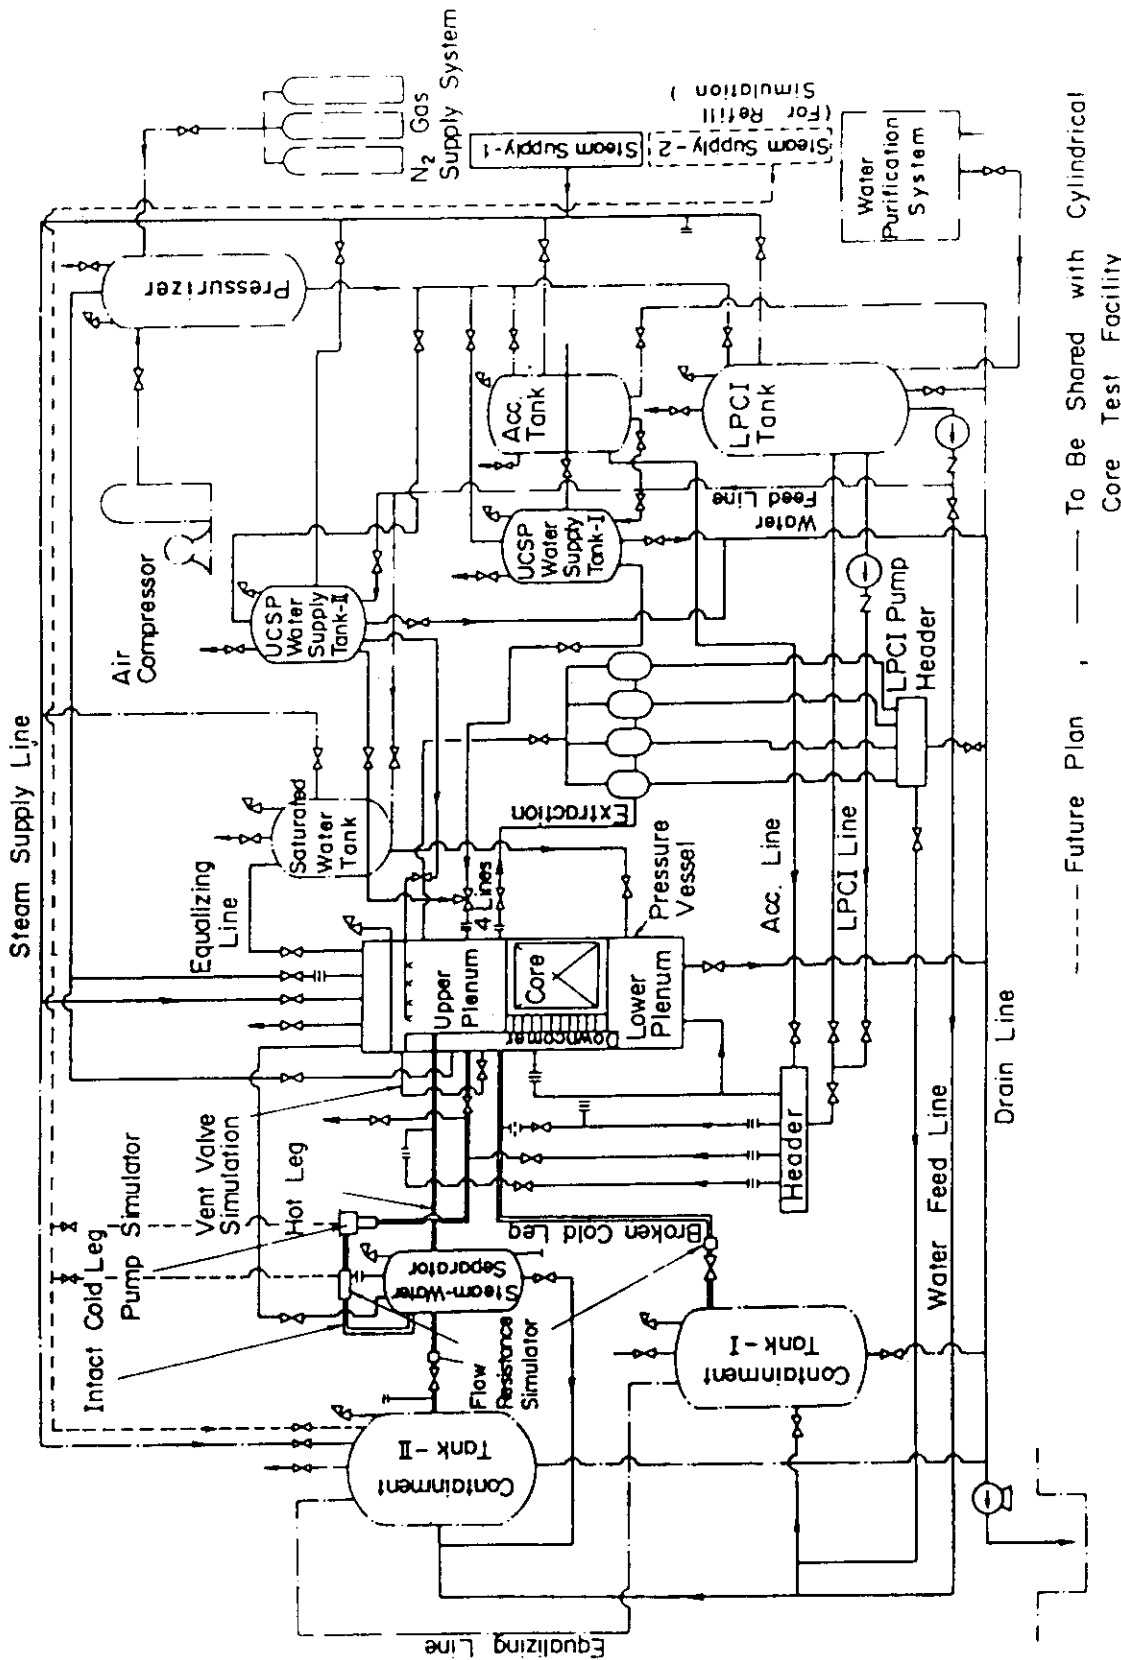 Steam Supply Line
Air
Compressor
Pressurizer
N₂ Gas
Supply System
Steam Supply-1
Steam Supply-2
(For Refill
Simulation)
Water
Purification
System
Acc.
Tank
LPCI
Tank
UCSP
Water
Supply
Tank-II
UCSP
Water
Supply
Tank-I
Water
Feed Line
LPCI Pump
Header
Saturated
Water
Tank
Equalizing
Line
Extraction
4 Lines
Pressure
Vessel
Acc. Line
LPCI Line
Upper
Plenum
Core
Downcomer
Lower
Plenum
Header
Vent Valve
Simulation
Hot Leg
Intact Cold Leg
Pump Simulator
Steam-Water
Separator
Broken Cold Leg
Flow
Resistance
Simulator
Containment
Tank-II
Containment
Tank-I
Equalizing Line
Water Feed Line
Drain Line
Future Plan , To Be Shared with Cylindrical
Core Test Facility